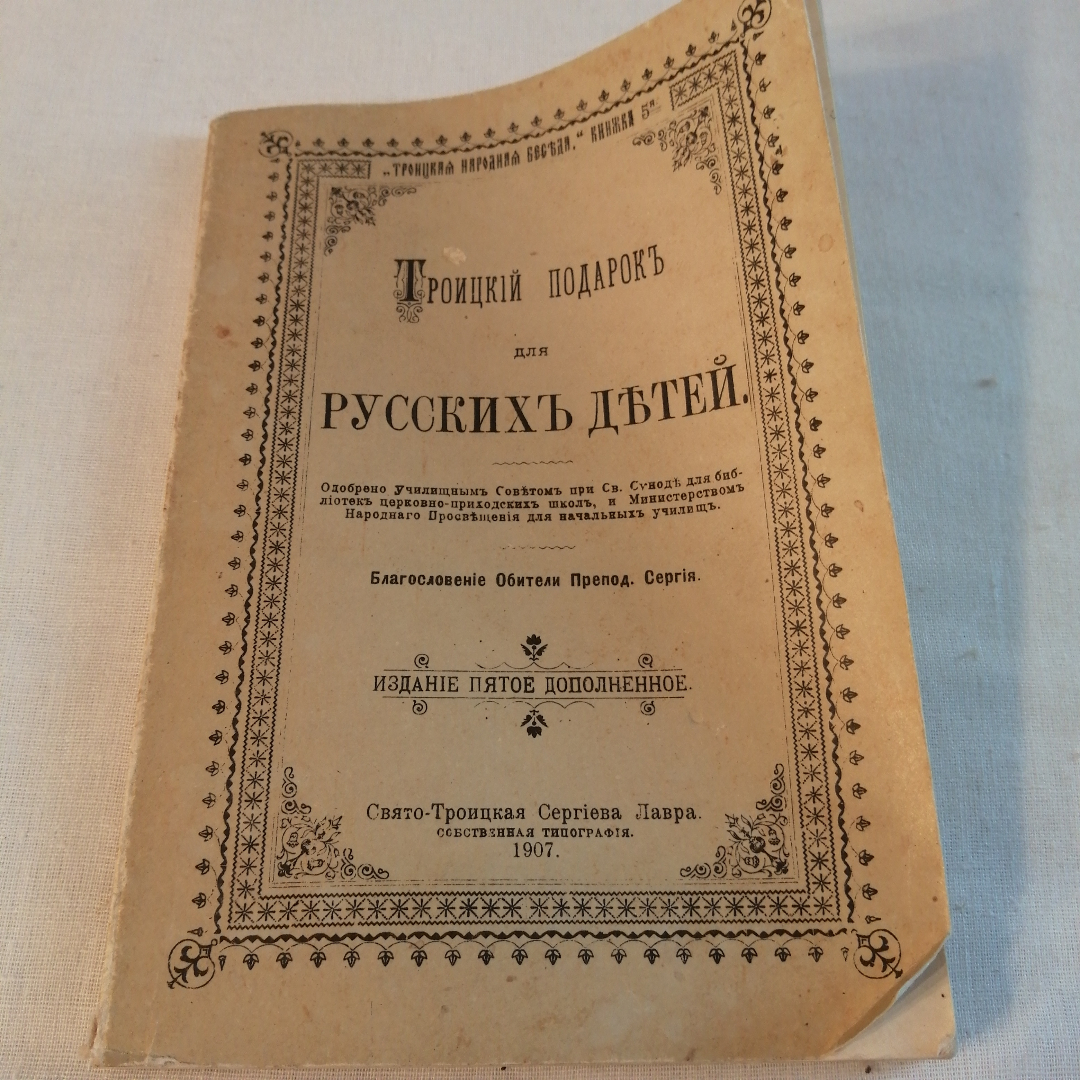 „ТРОИЦКАЯ НАРОДНАЯ БЕСѢДА.“ КНИЖКА 5я.
ТРОИЦКІЙ ПОДАРОКЪ
ДЛЯ
РУССКИХЪ ДѢТЕЙ.
Одобрено Училищнымъ Совѣтомъ при Св. Сѵнодѣ для биб-
ліотекъ церковно-приходскихъ школъ, и Министерствомъ
Народнаго Просвѣщенія для начальныхъ училищъ.
Благословеніе Обители Препод. Сергія.
ИЗДАНІЕ ПЯТОЕ ДОПОЛНЕННОЕ.
Свято-Троицкая Сергіева Лавра.
СОБСТВЕННАЯ ТИПОГРАФІЯ.
1907.